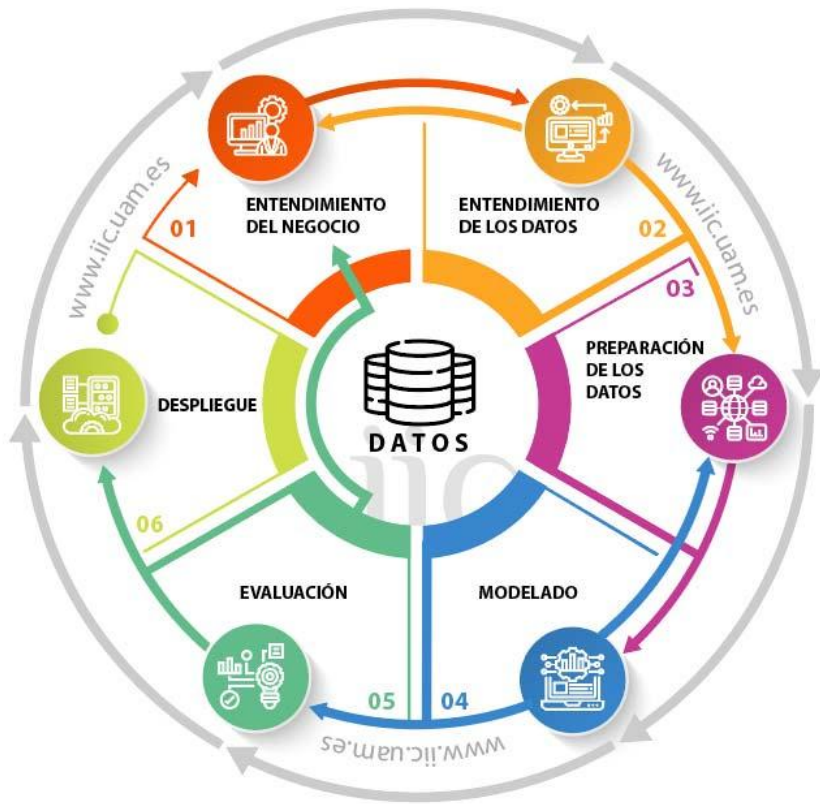 www.iic.uam.es
www.iic.uam.es
01
ENTENDIMIENTO
DEL NEGOCIO
ENTENDIMIENTO
DE LOS DATOS
02
03
PREPARACIÓN
DE LOS
DATOS
DATOS
iic
DESPLIEGUE
06
EVALUACIÓN
MODELADO
05
04
www.iic.uam.es